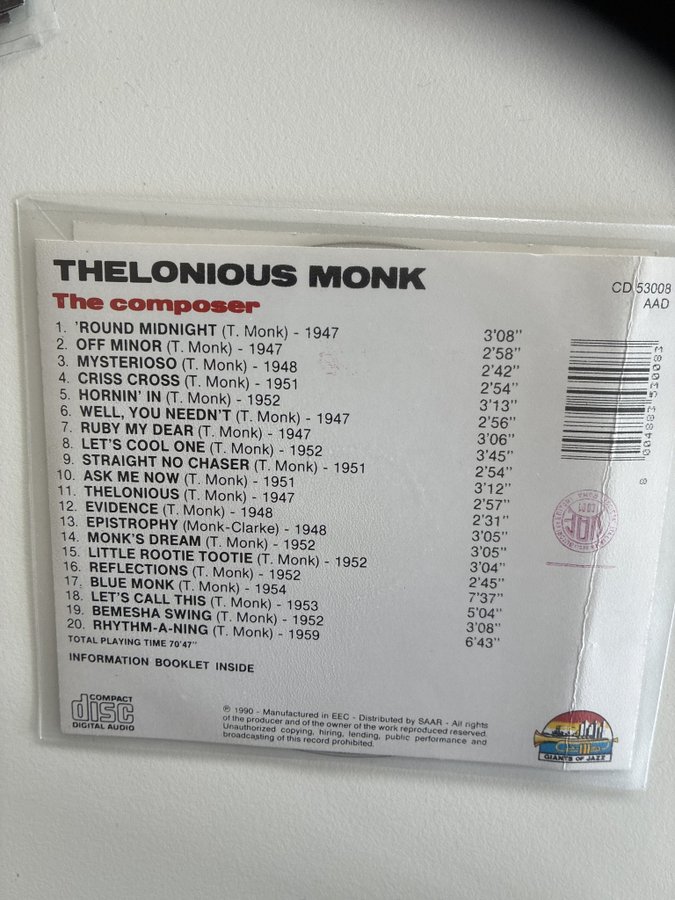 THELONIOUS MONK
The composer
CD 53008
AAD
1. 'ROUND MIDNIGHT (T. Monk) - 1947 3'08"
2. OFF MINOR (T. Monk) - 1947 2'58"
3. MYSTERIOSO (T. Monk) - 1948 2'42"
4. CRISS CROSS (T. Monk) - 1951 2'54"
5. HORNIN' IN (T. Monk) - 1952 3'13"
6. WELL, YOU NEEDN'T (T. Monk) - 1947 2'56"
7. RUBY MY DEAR (T. Monk) - 1947 3'06"
8. LET'S COOL ONE (T. Monk) - 1952 3'45"
9. STRAIGHT NO CHASER (T. Monk) - 1951 2'54"
10. ASK ME NOW (T. Monk) - 1951 3'12"
11. THELONIOUS (T. Monk) - 1947 2'57"
12. EVIDENCE (T. Monk) - 1948 2'31"
13. EPISTROPHY (Monk-Clarke) - 1948 3'05"
14. MONK'S DREAM (T. Monk) - 1952 3'05"
15. LITTLE ROOTIE TOOTIE (T. Monk) - 1952 3'04"
16. REFLECTIONS (T. Monk) - 1952 2'45"
17. BLUE MONK (T. Monk) - 1954 7'37"
18. LET'S CALL THIS (T. Monk) - 1953 5'04"
19. BEMESHA SWING (T. Monk) - 1952 3'08"
20. RHYTHM-A-NING (T. Monk) - 1959 6'43"
TOTAL PLAYING TIME 70'47"
INFORMATION BOOKLET INSIDE
8 004883 530083
COMPACT
disc
DIGITAL AUDIO
℗ 1990 - Manufactured in EEC - Distributed by SAAR - All rights
of the producer and of the owner of the work reproduced reserved.
Unauthorized copying, hiring, lending, public performance and
broadcasting of this record prohibited.
GIANTS OF JAZZ